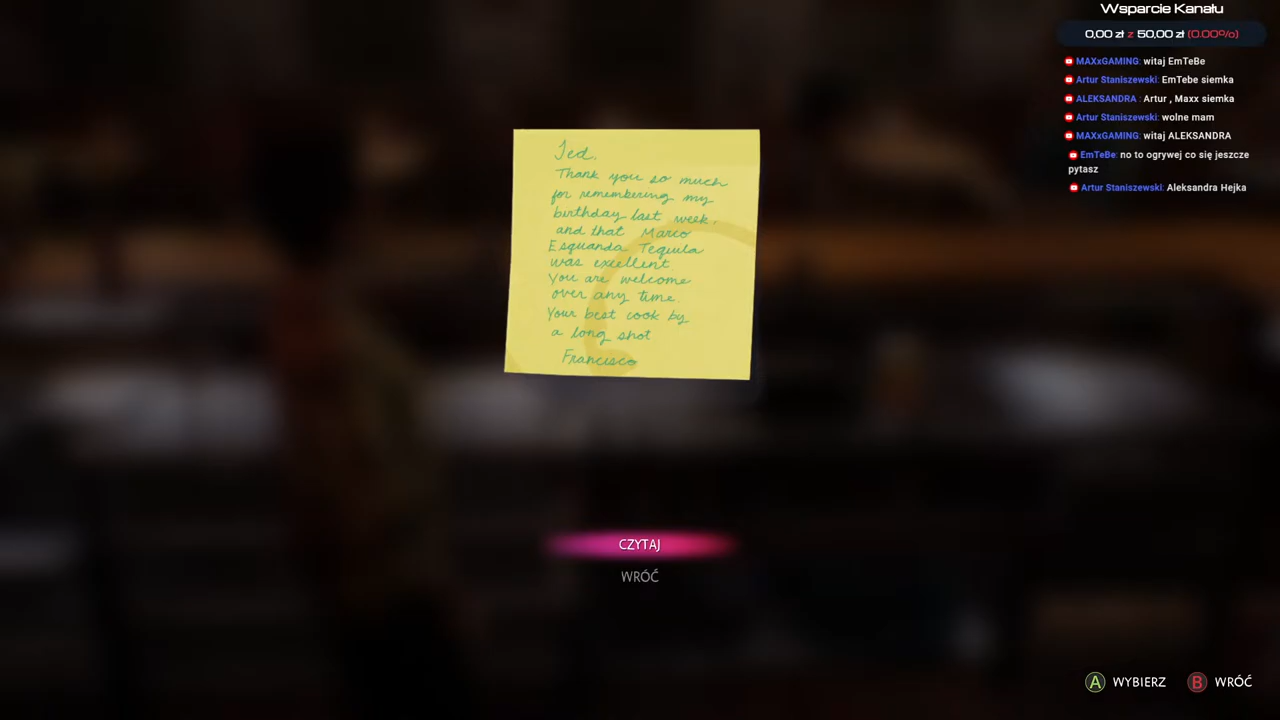 Wsparcie Kanału
0,00 zł z 50,00 zł (0.00%)
MAXxGAMING: witaj EmTeBe
Artur Staniszewski: EmTebe siemka
ALEKSANDRA : Artur , Maxx siemka
Artur Staniszewski: wolne mam
MAXxGAMING: witaj ALEKSANDRA
EmTeBe: no to ogrywej co się jeszcze
pytasz
Artur Staniszewski: Aleksandra Hejka
Ted.
Thank you so much
for remembering my
birthday last week.
and that Marco
Esquanda Tequila
was excellent.
You are welcome
over any time.
Your best cook by
a long shot
Francisco
CZYTAJ
WRÓĆ
A WYBIERZ B WRÓĆ